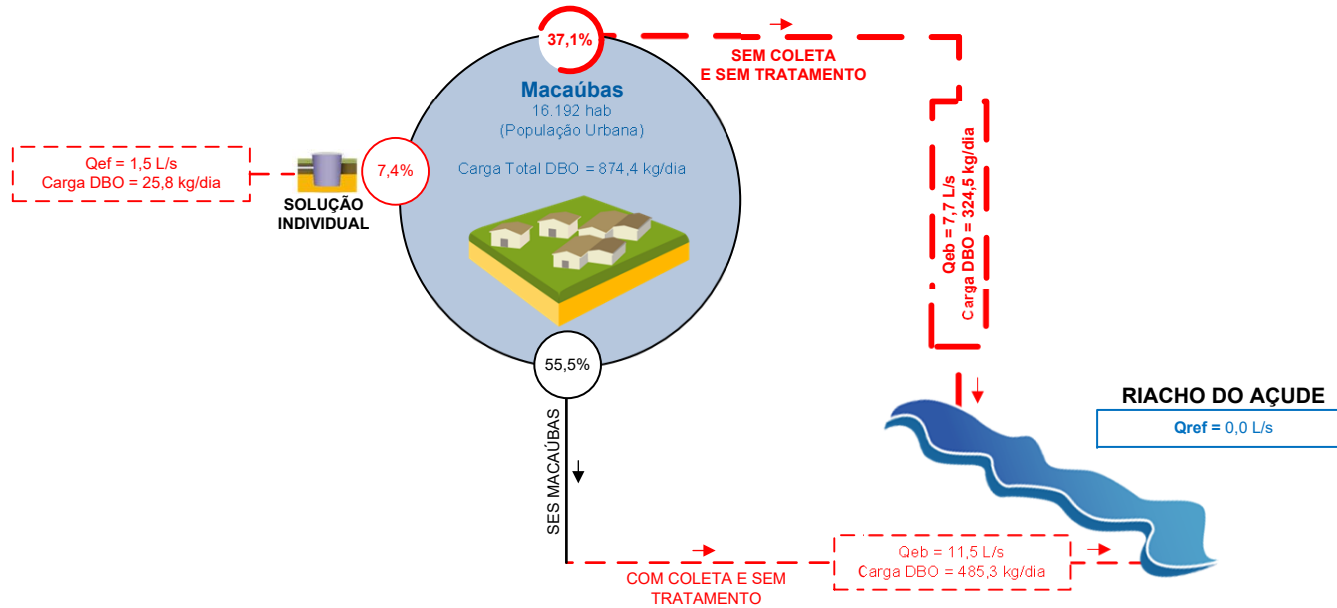 37,1%
SEM COLETA
E SEM TRATAMENTO
Macaúbas
16.192 hab
(População Urbana)
Carga Total DBO = 874,4 kg/dia
Qef = 1,5 L/s
Carga DBO = 25,8 kg/dia
7,4%
SOLUÇÃO
INDIVIDUAL
Qeb = 7,7 L/s
Carga DBO = 324,5 kg/dia
55,5%
RIACHO DO AÇUDE
Qref = 0,0 L/s
SES MACAÚBAS
Qeb = 11,5 L/s
Carga DBO = 485,3 kg/dia
COM COLETA E SEM
TRATAMENTO